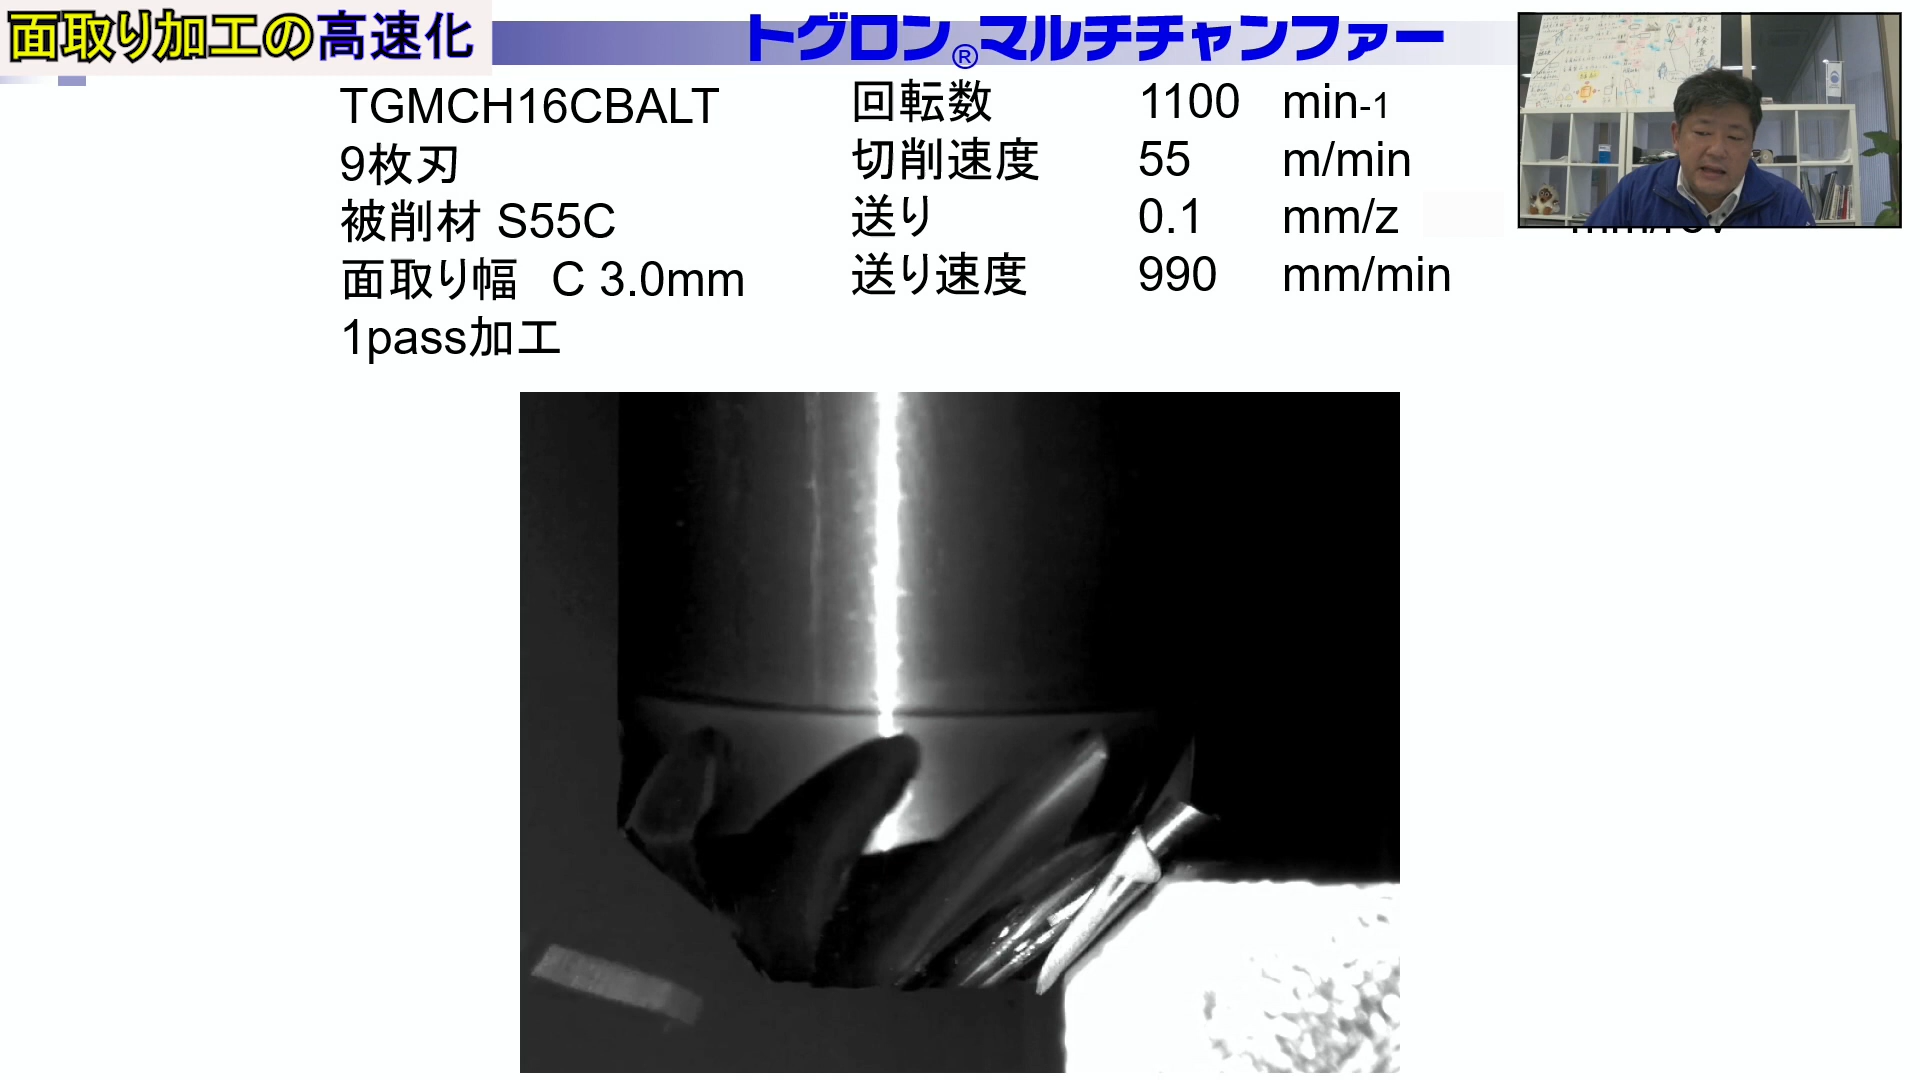 面取り加工の高速化
トグロン®マルチチャンファー
TGMCH16CBALT
9枚刃
被削材 S55C
面取り幅 C 3.0mm
1pass加工
回転数 1100 min-1
切削速度 55 m/min
送り 0.1 mm/z
送り速度 990 mm/min